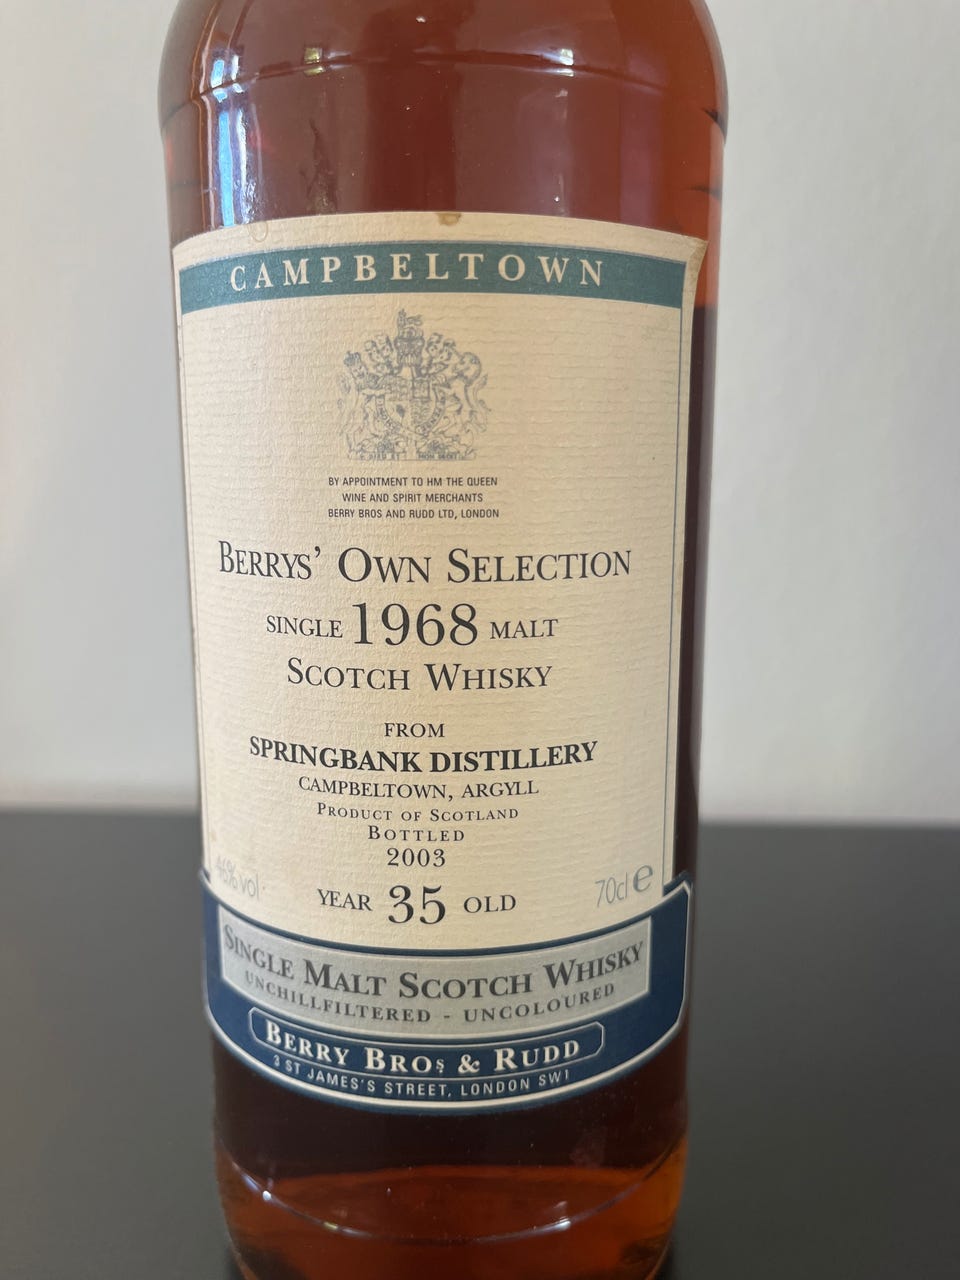 CAMPBELTOWN
BY APPOINTMENT TO HM THE QUEEN
WINE AND SPIRIT MERCHANTS
BERRY BROS AND RUDD LTD, LONDON
BERRYS' OWN SELECTION
SINGLE 1968 MALT
SCOTCH WHISKY
FROM
SPRINGBANK DISTILLERY
CAMPBELTOWN, ARGYLL
PRODUCT OF SCOTLAND
BOTTLED
2003
46%vol 70cl e
YEAR 35 OLD
SINGLE MALT SCOTCH WHISKY
UNCHILLFILTERED - UNCOLOURED
BERRY BROS & RUDD
3 ST JAMES'S STREET, LONDON SW1